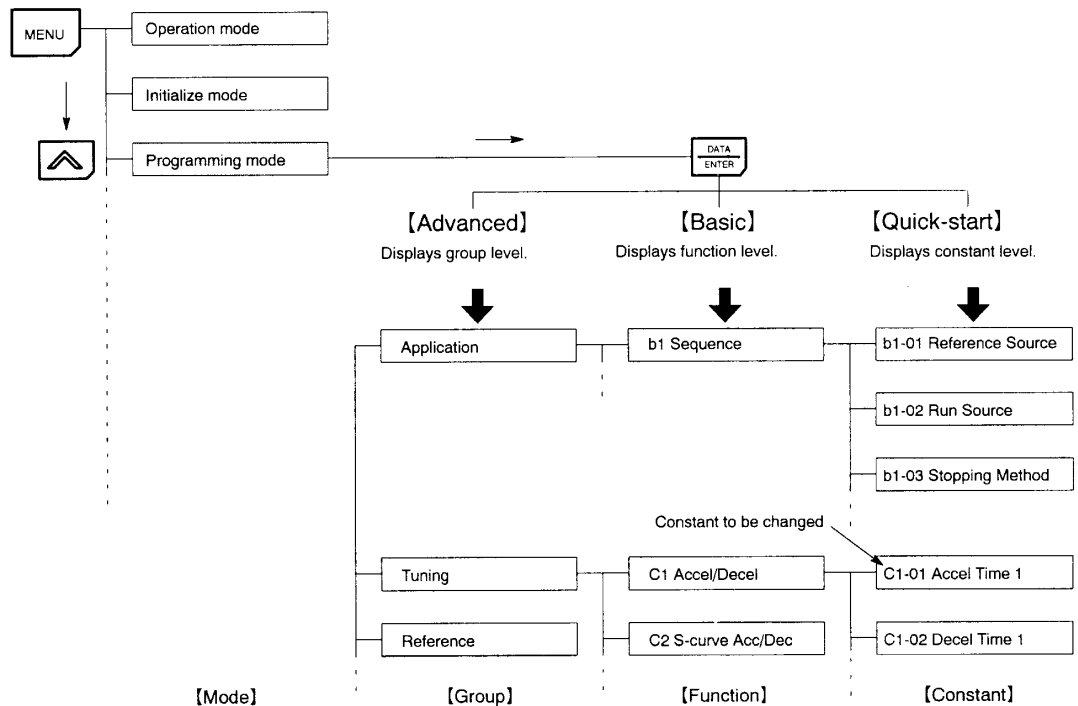 MENU
Operation mode
Initialize mode
Programming mode
DATA
ENTER
【Advanced】
【Basic】
【Quick-start】
Displays group level.
Displays function level.
Displays constant level.
Application
b1 Sequence
b1-01 Reference Source
b1-02 Run Source
b1-03 Stopping Method
Constant to be changed
Tuning
C1 Accel/Decel
C1-01 Accel Time 1
Reference
C2 S-curve Acc/Dec
C1-02 Decel Time 1
【Mode】
【Group】
【Function】
【Constant】